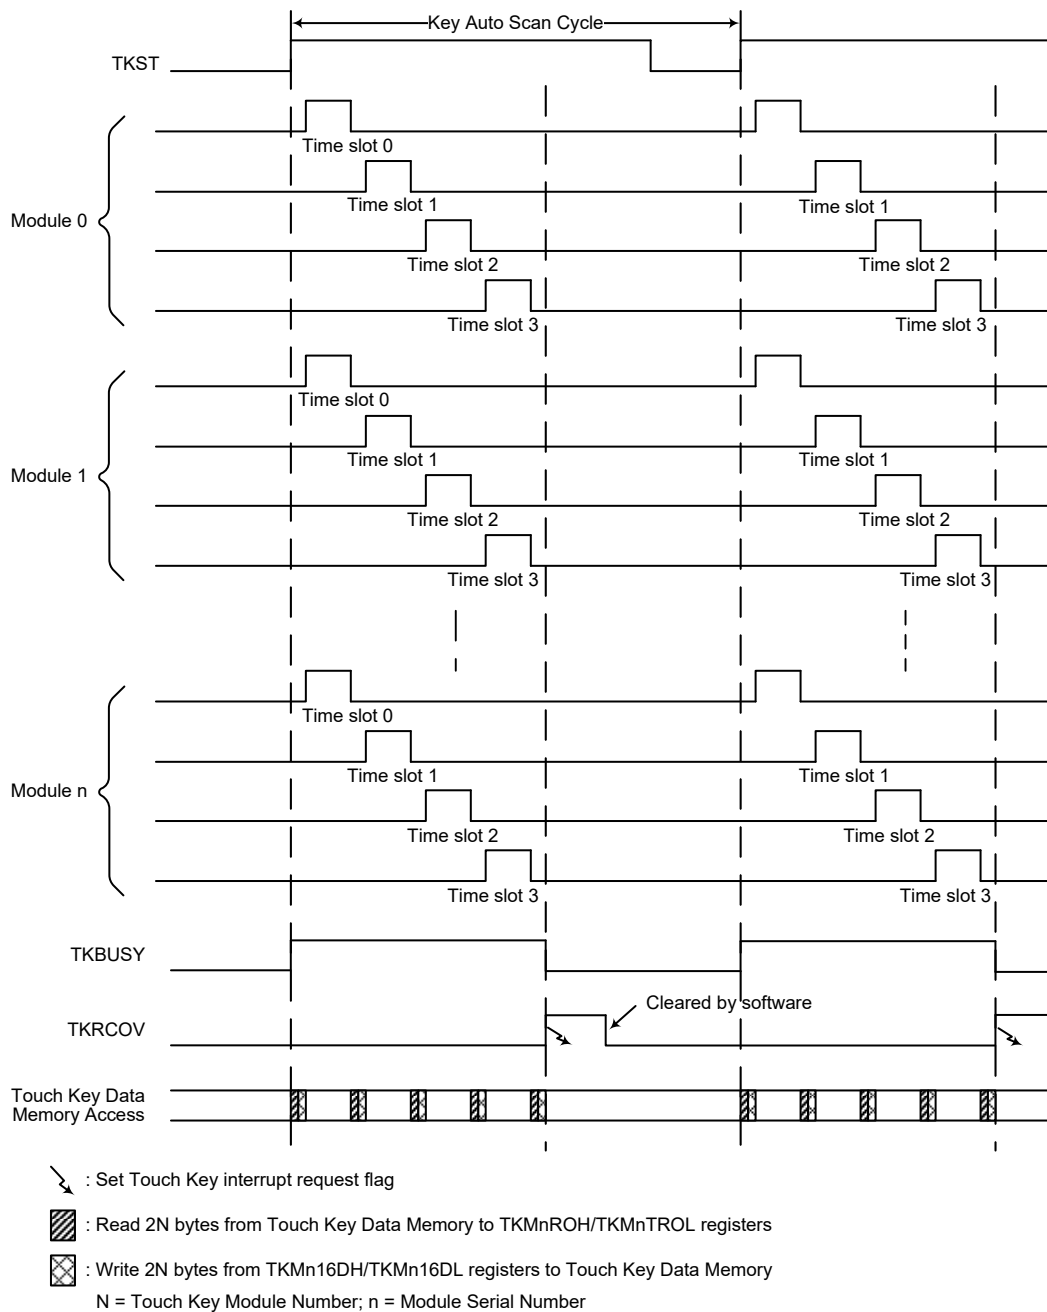 Key Auto Scan Cycle
TKST
Time slot 0
Time slot 1
Time slot 1
Module 0
Time slot 2
Time slot 2
Time slot 3
Time slot 3
Time slot 0
Time slot 1
Time slot 1
Module 1
Time slot 2
Time slot 2
Time slot 3
Time slot 3
Time slot 0
Time slot 1
Time slot 1
Module n
Time slot 2
Time slot 2
Time slot 3
Time slot 3
TKBUSY
Cleared by software
TKRCOV
Touch Key Data
Memory Access
: Set Touch Key interrupt request flag
: Read 2N bytes from Touch Key Data Memory to TKMnROH/TKMnTROL registers
: Write 2N bytes from TKMn16DH/TKMn16DL registers to Touch Key Data Memory
N = Touch Key Module Number; n = Module Serial Number